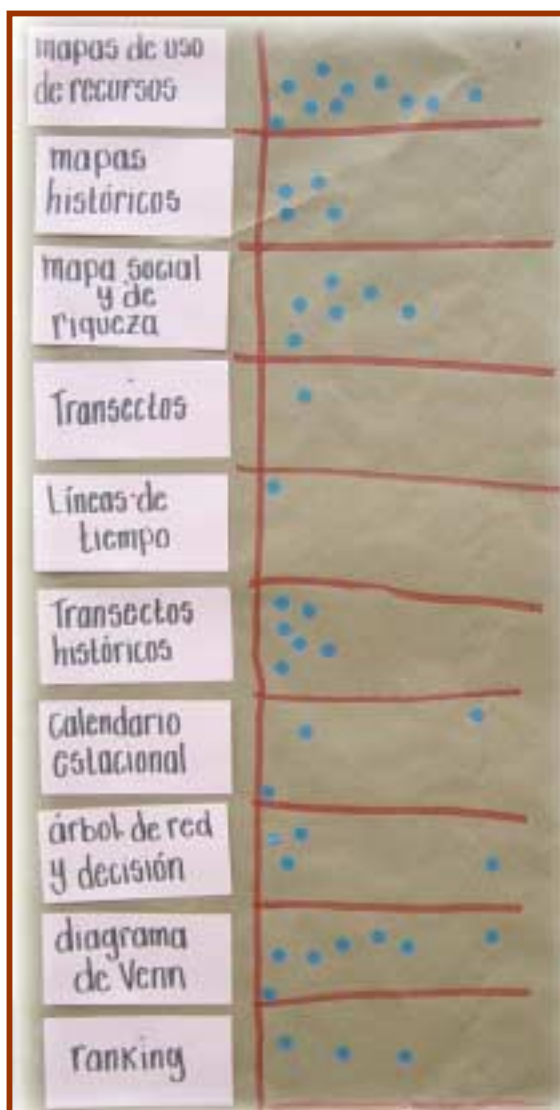 mapas de uso
de recursos
mapas
históricos
mapa social
y de
riqueza
Transectos
Líneas de
tiempo
Transectos
históricos
Calendario
estacional
árbol de red
y decisión
diagrama
de Venn
ranking